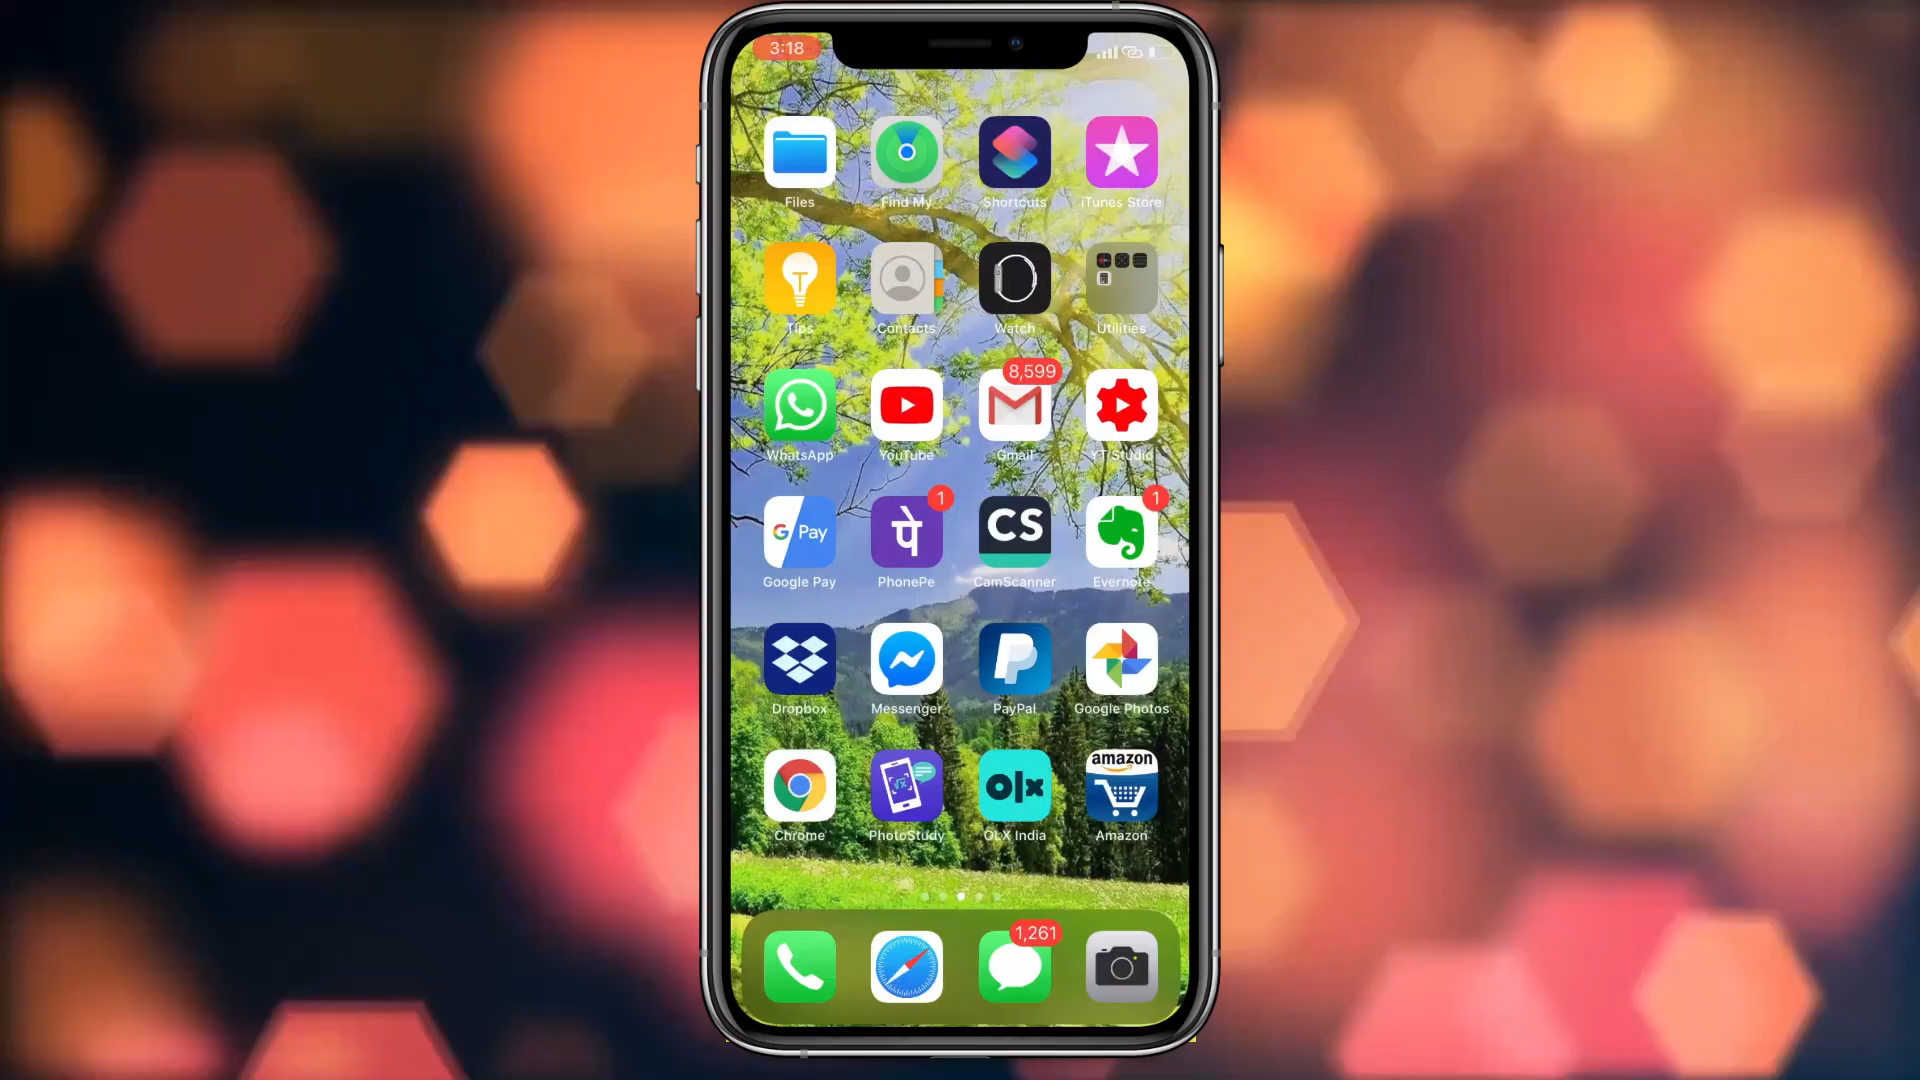 3:18
Files Find My Shortcuts iTunes Store
Tips Contacts Watch Utilities
8,599
WhatsApp YouTube Gmail YT Studio
1 1
G Pay पे CS
Google Pay PhonePe CamScanner Evernote
Dropbox Messenger PayPal Google Photos
√x olx amazon
Chrome PhotoStudy OLX India Amazon
1,261